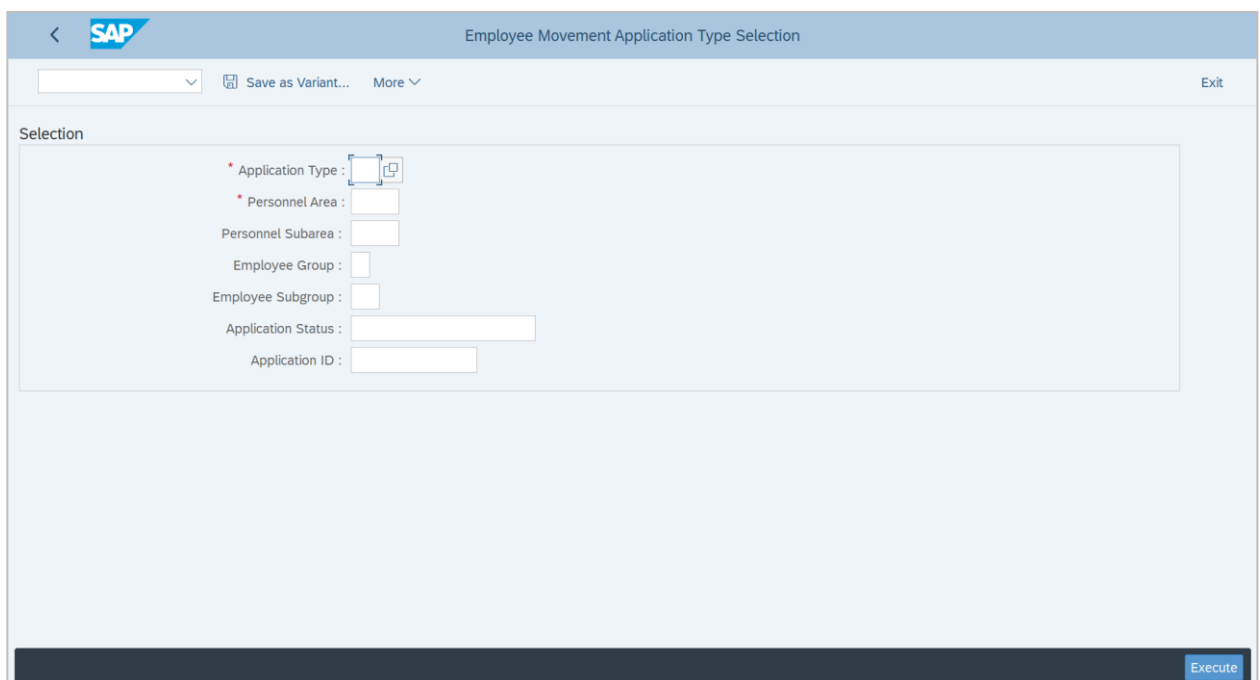 SAP
Employee Movement Application Type Selection
Save as Variant... More Exit
Selection
* Application Type :
* Personnel Area :
Personnel Subarea :
Employee Group :
Employee Subgroup :
Application Status :
Application ID :
Execute